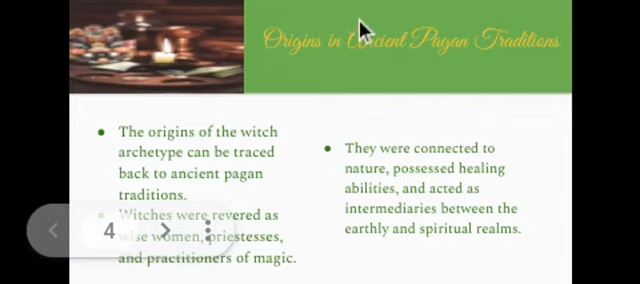 Origins in Ancient Pagan Traditions
● The origins of the witch
archetype can be traced
back to ancient pagan
traditions.
● Witches were revered as
wise women, priestesses,
and practitioners of magic.
● They were connected to
nature, possessed healing
abilities, and acted as
intermediaries between the
earthly and spiritual realms.
4